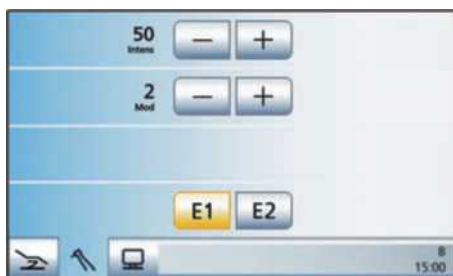 50
Intens
− +
2
Mod
− +
E1 E2
8
15:00